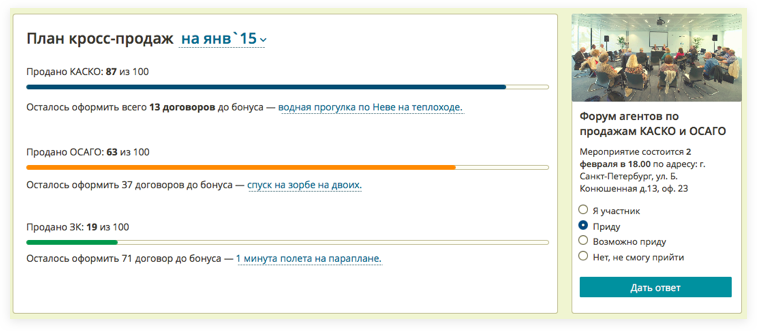 План кросс-продаж на янв`15
Продано КАСКО: 87 из 100
Осталось оформить всего 13 договоров до бонуса — водная прогулка по Неве на теплоходе.
Продано ОСАГО: 63 из 100
Осталось оформить 37 договоров до бонуса — спуск на зорбе на двоих.
Продано ЗК: 19 из 100
Осталось оформить 71 договор до бонуса — 1 минута полета на параплане.
Форум агентов по
продажам КАСКО и ОСАГО
Мероприятие состоится 2
февраля в 18.00 по адресу: г.
Санкт-Петербург, ул. Б.
Конюшенная д.13, оф. 23
Я участник
Приду
Возможно приду
Нет, не смогу прийти
Дать ответ